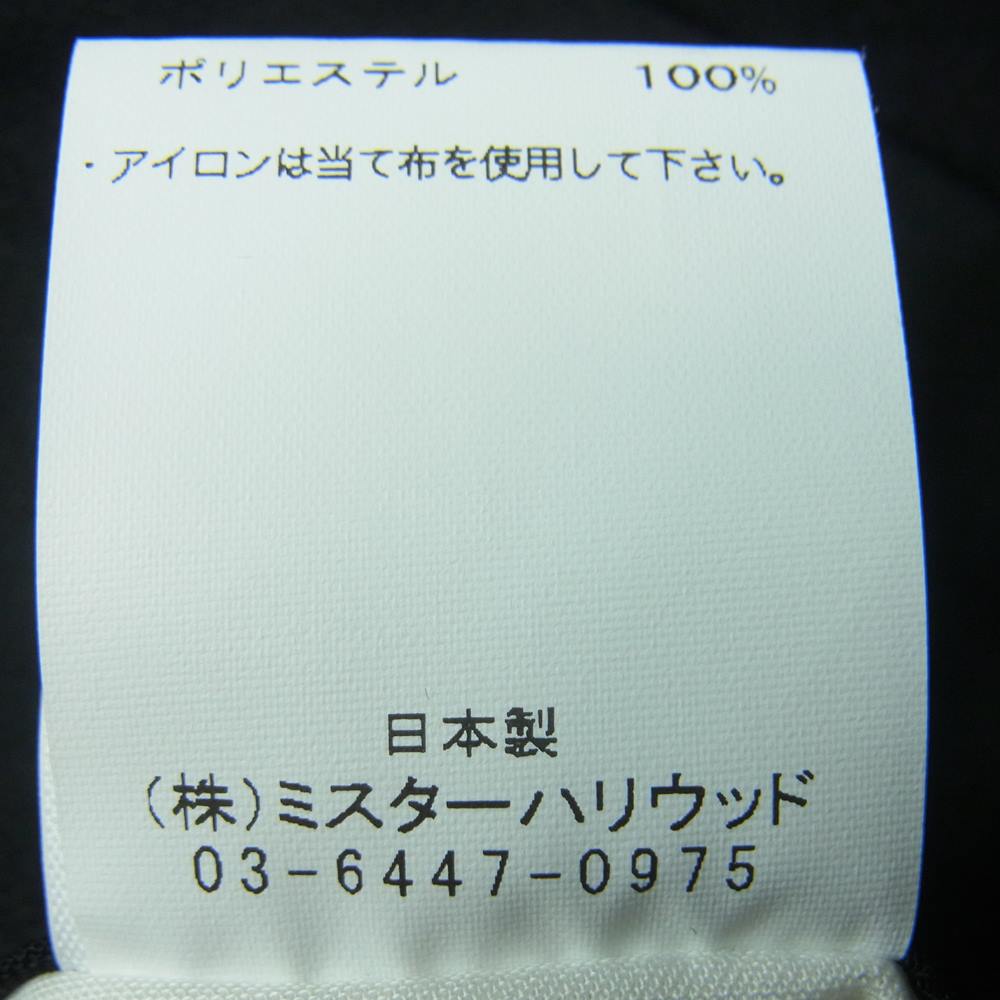 ポリエステル 100%
・アイロンは当て布を使用して下さい。
日本製
(株)ミスターハリウッド
03-6447-0975